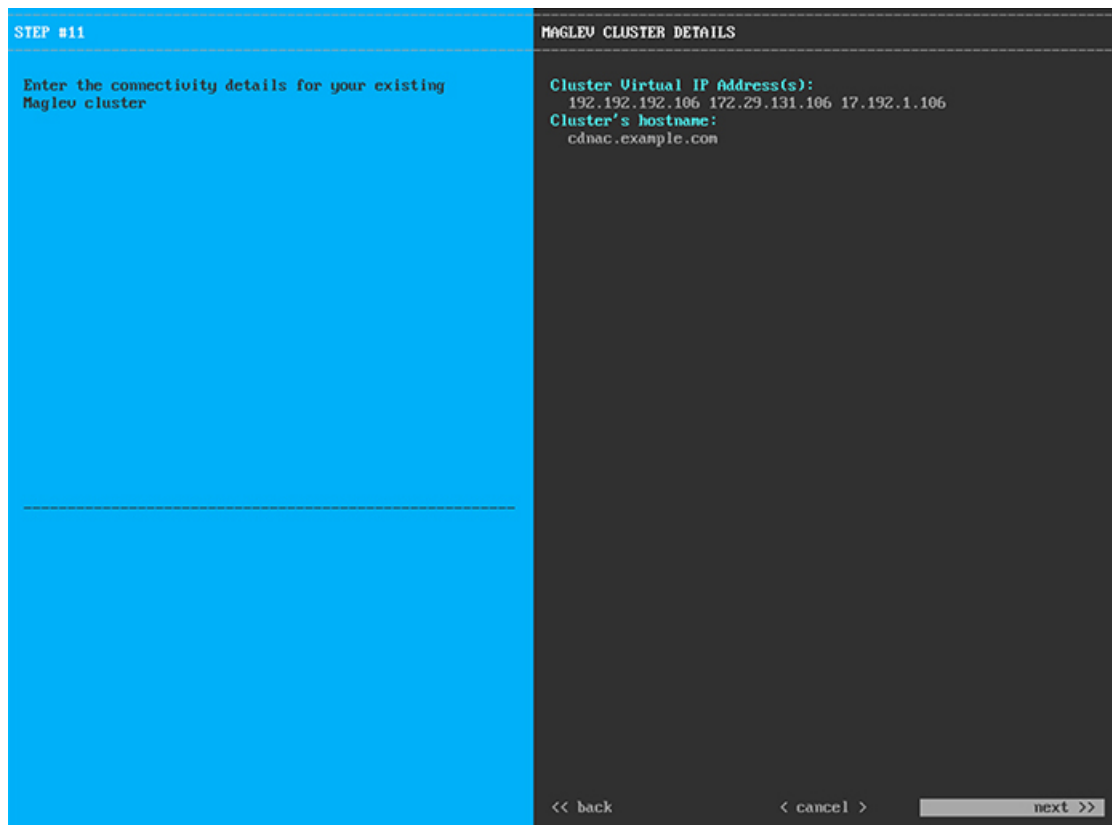 STEP #11
Enter the connectivity details for your existing
Maglev cluster
MAGLEV CLUSTER DETAILS
Cluster Virtual IP Address(s):
192.192.192.106 172.29.131.106 17.192.1.106
Cluster's hostname:
cdnac.example.com
<< back < cancel > next >>